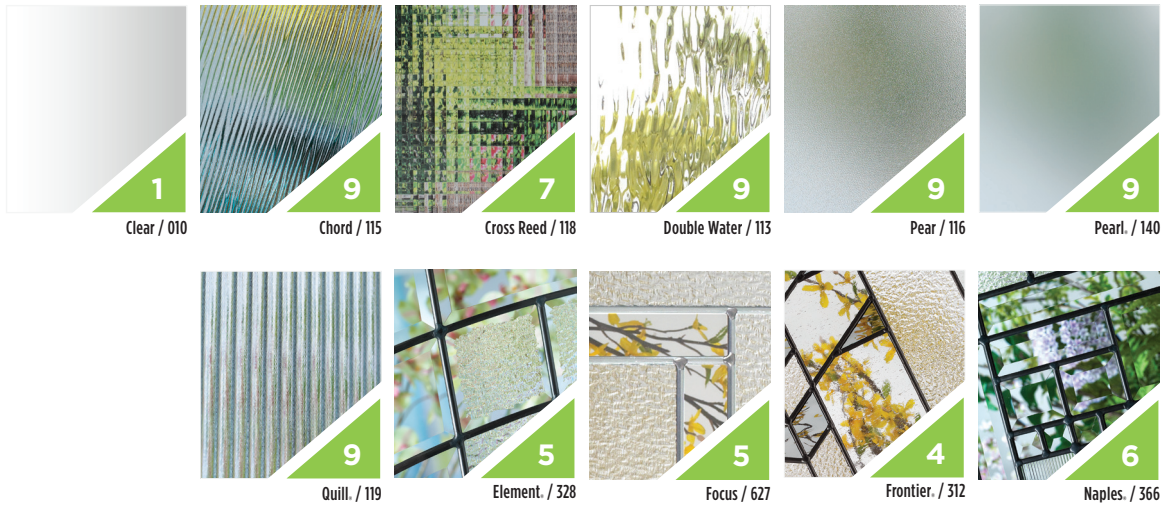 1
9
7
9
9
9
Clear / 010
Chord / 115
Cross Reed / 118
Double Water / 113
Pear / 116
Pearl® / 140
9
5
5
4
6
Quill® / 119
Element® / 328
Focus / 627
Frontier® / 312
Naples® / 366